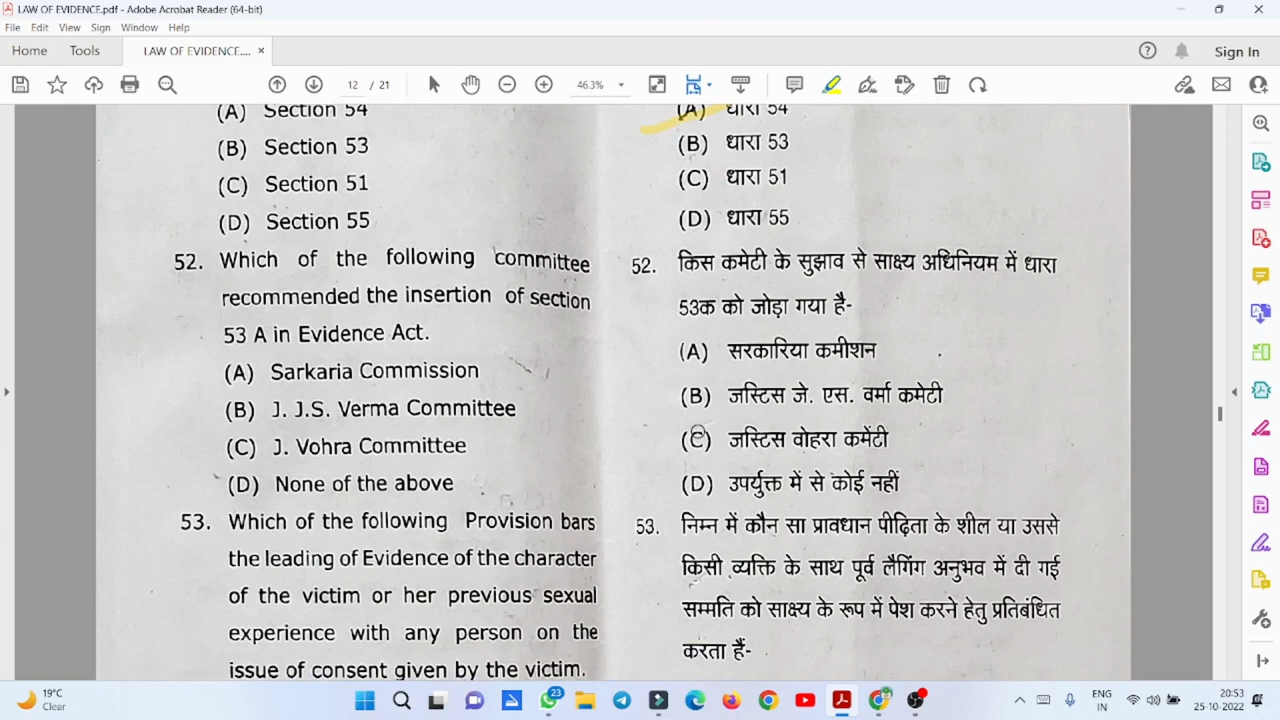 LAW OF EVIDENCE.pdf - Adobe Acrobat Reader (64-bit)
File Edit View Sign Window Help
Home Tools LAW OF EVIDENCE.... × Sign In
12 / 21 46.3%
(A) Section 54
(B) Section 53
(C) Section 51
(D) Section 55
52. Which of the following committee
recommended the insertion of section
53 A in Evidence Act.
(A) Sarkaria Commission
(B) J. J.S. Verma Committee
(C) J. Vohra Committee
(D) None of the above
53. Which of the following Provision bars
the leading of Evidence of the character
of the victim or her previous sexual
experience with any person on the
issue of consent given by the victim.
(A) धारा 54
(B) धारा 53
(C) धारा 51
(D) धारा 55
52. किस कमेटी के सुझाव से साक्ष्य अधिनियम में धारा
53क को जोड़ा गया है-
(A) सरकारिया कमीशन
(B) जस्टिस जे. एस. वर्मा कमेटी
(C) जस्टिस वोहरा कमेंटी
(D) उपर्युक्त में से कोई नहीं
53. निम्न में कौन सा प्रावधान पीढ़िता के शील या उससे
किसी व्यक्ति के साथ पूर्व लैगिंग अनुभव में दी गई
सम्मति को साक्ष्य के रूप में पेश करने हेतु प्रतिबंधित
करता हैं-
19°C
Clear
23
ENG
IN
20:53
25-10-2022